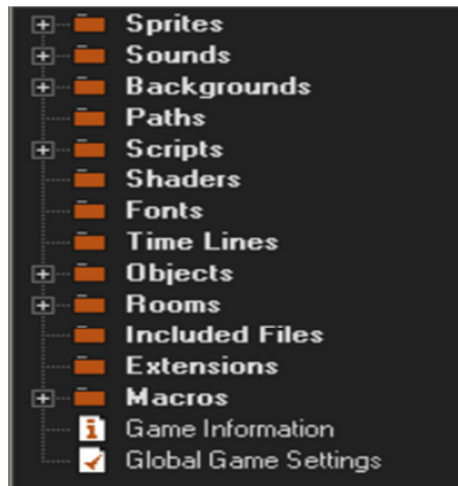 Sprites
Sounds
Backgrounds
Paths
Scripts
Shaders
Fonts
Time Lines
Objects
Rooms
Included Files
Extensions
Macros
Game Information
Global Game Settings